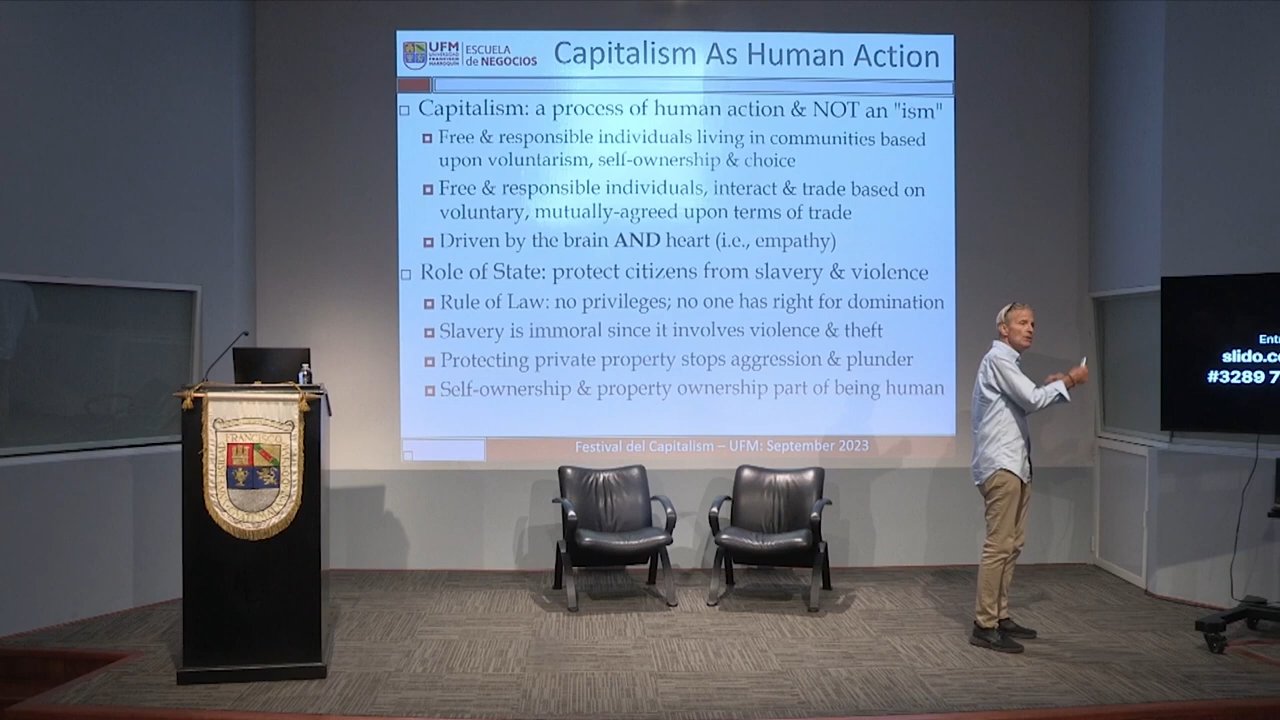 UFM
UNIVERSIDAD
FRANCISCO
MARROQUÍN
ESCUELA
de NEGOCIOS
Capitalism As Human Action
Capitalism: a process of human action & NOT an "ism"
Free & responsible individuals living in communities based
upon voluntarism, self-ownership & choice
Free & responsible individuals, interact & trade based on
voluntary, mutually-agreed upon terms of trade
Driven by the brain AND heart (i.e., empathy)
Role of State: protect citizens from slavery & violence
Rule of Law: no privileges; no one has right for domination
Slavery is immoral since it involves violence & theft
Protecting private property stops aggression & plunder
Self-ownership & property ownership part of being human
Festival del Capitalism – UFM: September 2023
Ent
slido.c
#3289 7
FRANCISCO